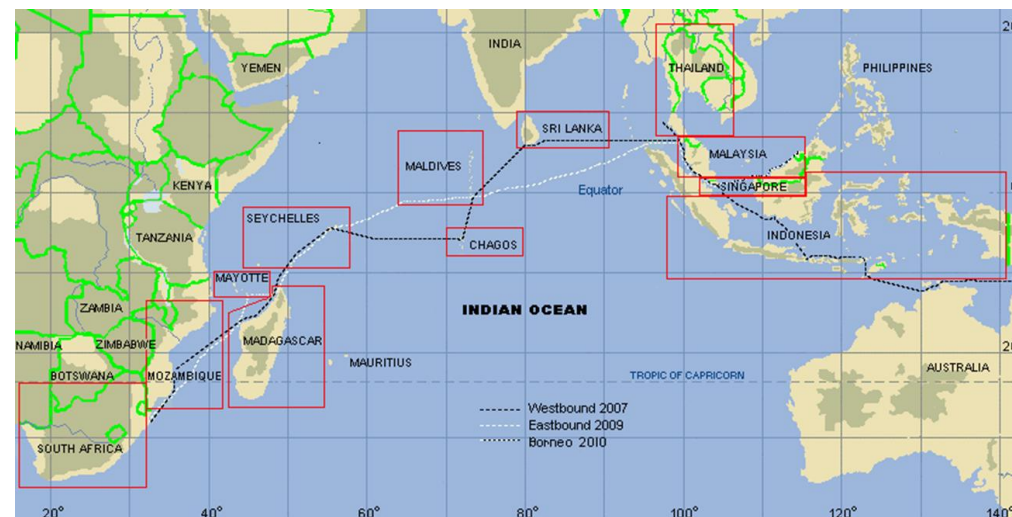 20
INDIA
YEMEN
THAILAND
PHILIPPINES
SRI LANKA
MALDIVES
MALAYSIA
KENYA
SINGAPORE
Equator
SEYCHELLES
TANZANIA
CHAGOS
INDONESIA
MAYOTTE
ZAMBIA
INDIAN OCEAN
NAMIBIA
ZIMBABWE
MADAGASCAR
20
MAURITIUS
AUSTRALIA
BOTSWANA
MOZAMBIQUE
TROPIC OF CAPRICORN
Westbound 2007
Eastbound 2009
Borneo 2010
SOUTH AFRICA
20° 40° 60° 80° 100° 120° 140°